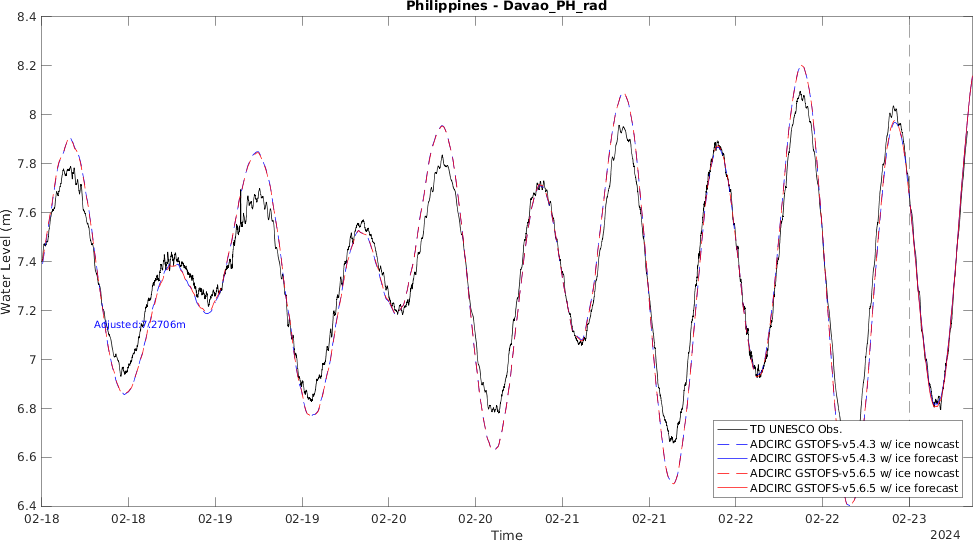 Philippines - Davao_PH_rad
8.4
8.2
8
7.8
7.6
7.4
7.2
7
6.8
6.6
6.4
Water Level (m)
Adjusted:7.2706m
TD UNESCO Obs.
ADCIRC GSTOFS-v5.4.3 w/ ice nowcast
ADCIRC GSTOFS-v5.4.3 w/ ice forecast
ADCIRC GSTOFS-v5.6.5 w/ ice nowcast
ADCIRC GSTOFS-v5.6.5 w/ ice forecast
02-18 02-18 02-19 02-19 02-20 02-20 02-21 02-21 02-22 02-22 02-23
Time
2024